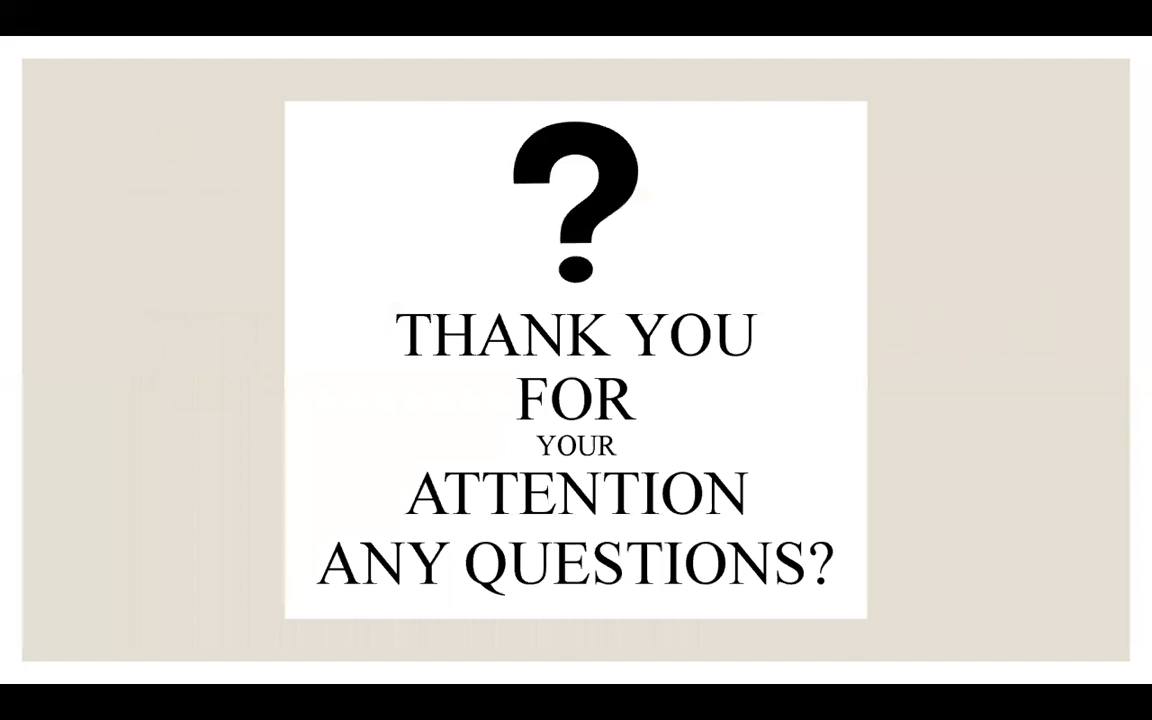 ?
THANK YOU
FOR
YOUR
ATTENTION
ANY QUESTIONS?